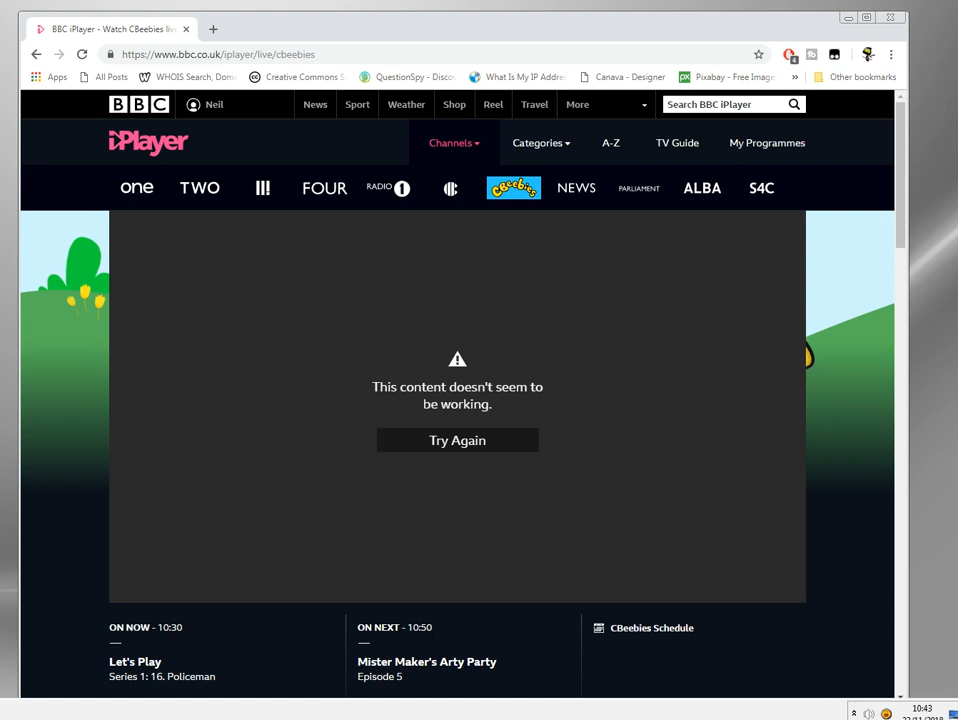 BBC iPlayer - Watch CBeebies liv
https://www.bbc.co.uk/iplayer/live/cbeebies
4
Apps All Posts WHOIS Search, Doma Creative Commons S QuestionSpy - Disco What Is My IP Addre Canava - Designer Pixabay - Free Image » Other bookmarks
BBC Neil News Sport Weather Shop Reel Travel More Search BBC iPlayer
iPlayer Channels Categories A-Z TV Guide My Programmes
one TWO III! FOUR RADIO 1 CBeebies NEWS PARLIAMENT ALBA S4C
This content doesn't seem to
be working.
Try Again
ON NOW - 10:30 ON NEXT - 10:50 CBeebies Schedule
Let's Play Mister Maker's Arty Party
Series 1: 16. Policeman Episode 5
10:43